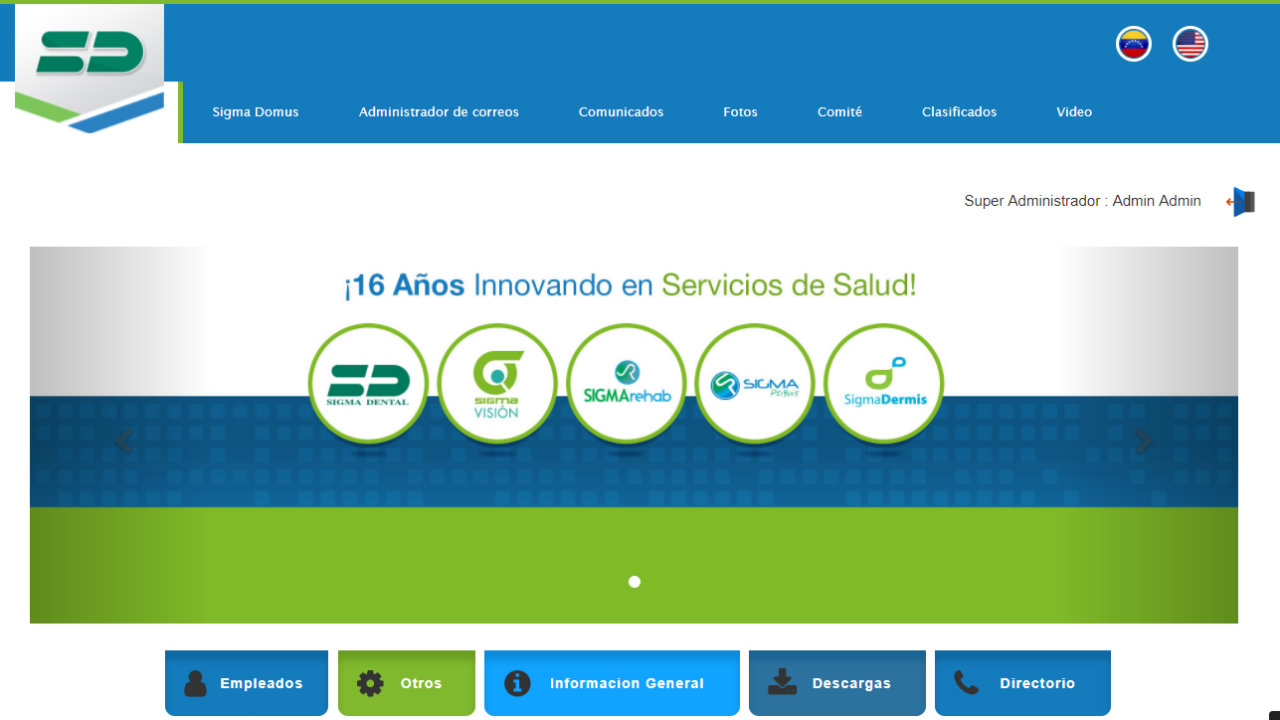 Sigma Domus Administrador de correos Comunicados Fotos Comité Clasificados Video
Super Administrador : Admin Admin
¡16 Años Innovando en Servicios de Salud!
SIGMA DENTAL
sigma
VISIÓN
SIGMArehab
SIGMA
SigmaDermis
Empleados Otros Informacion General Descargas Directorio